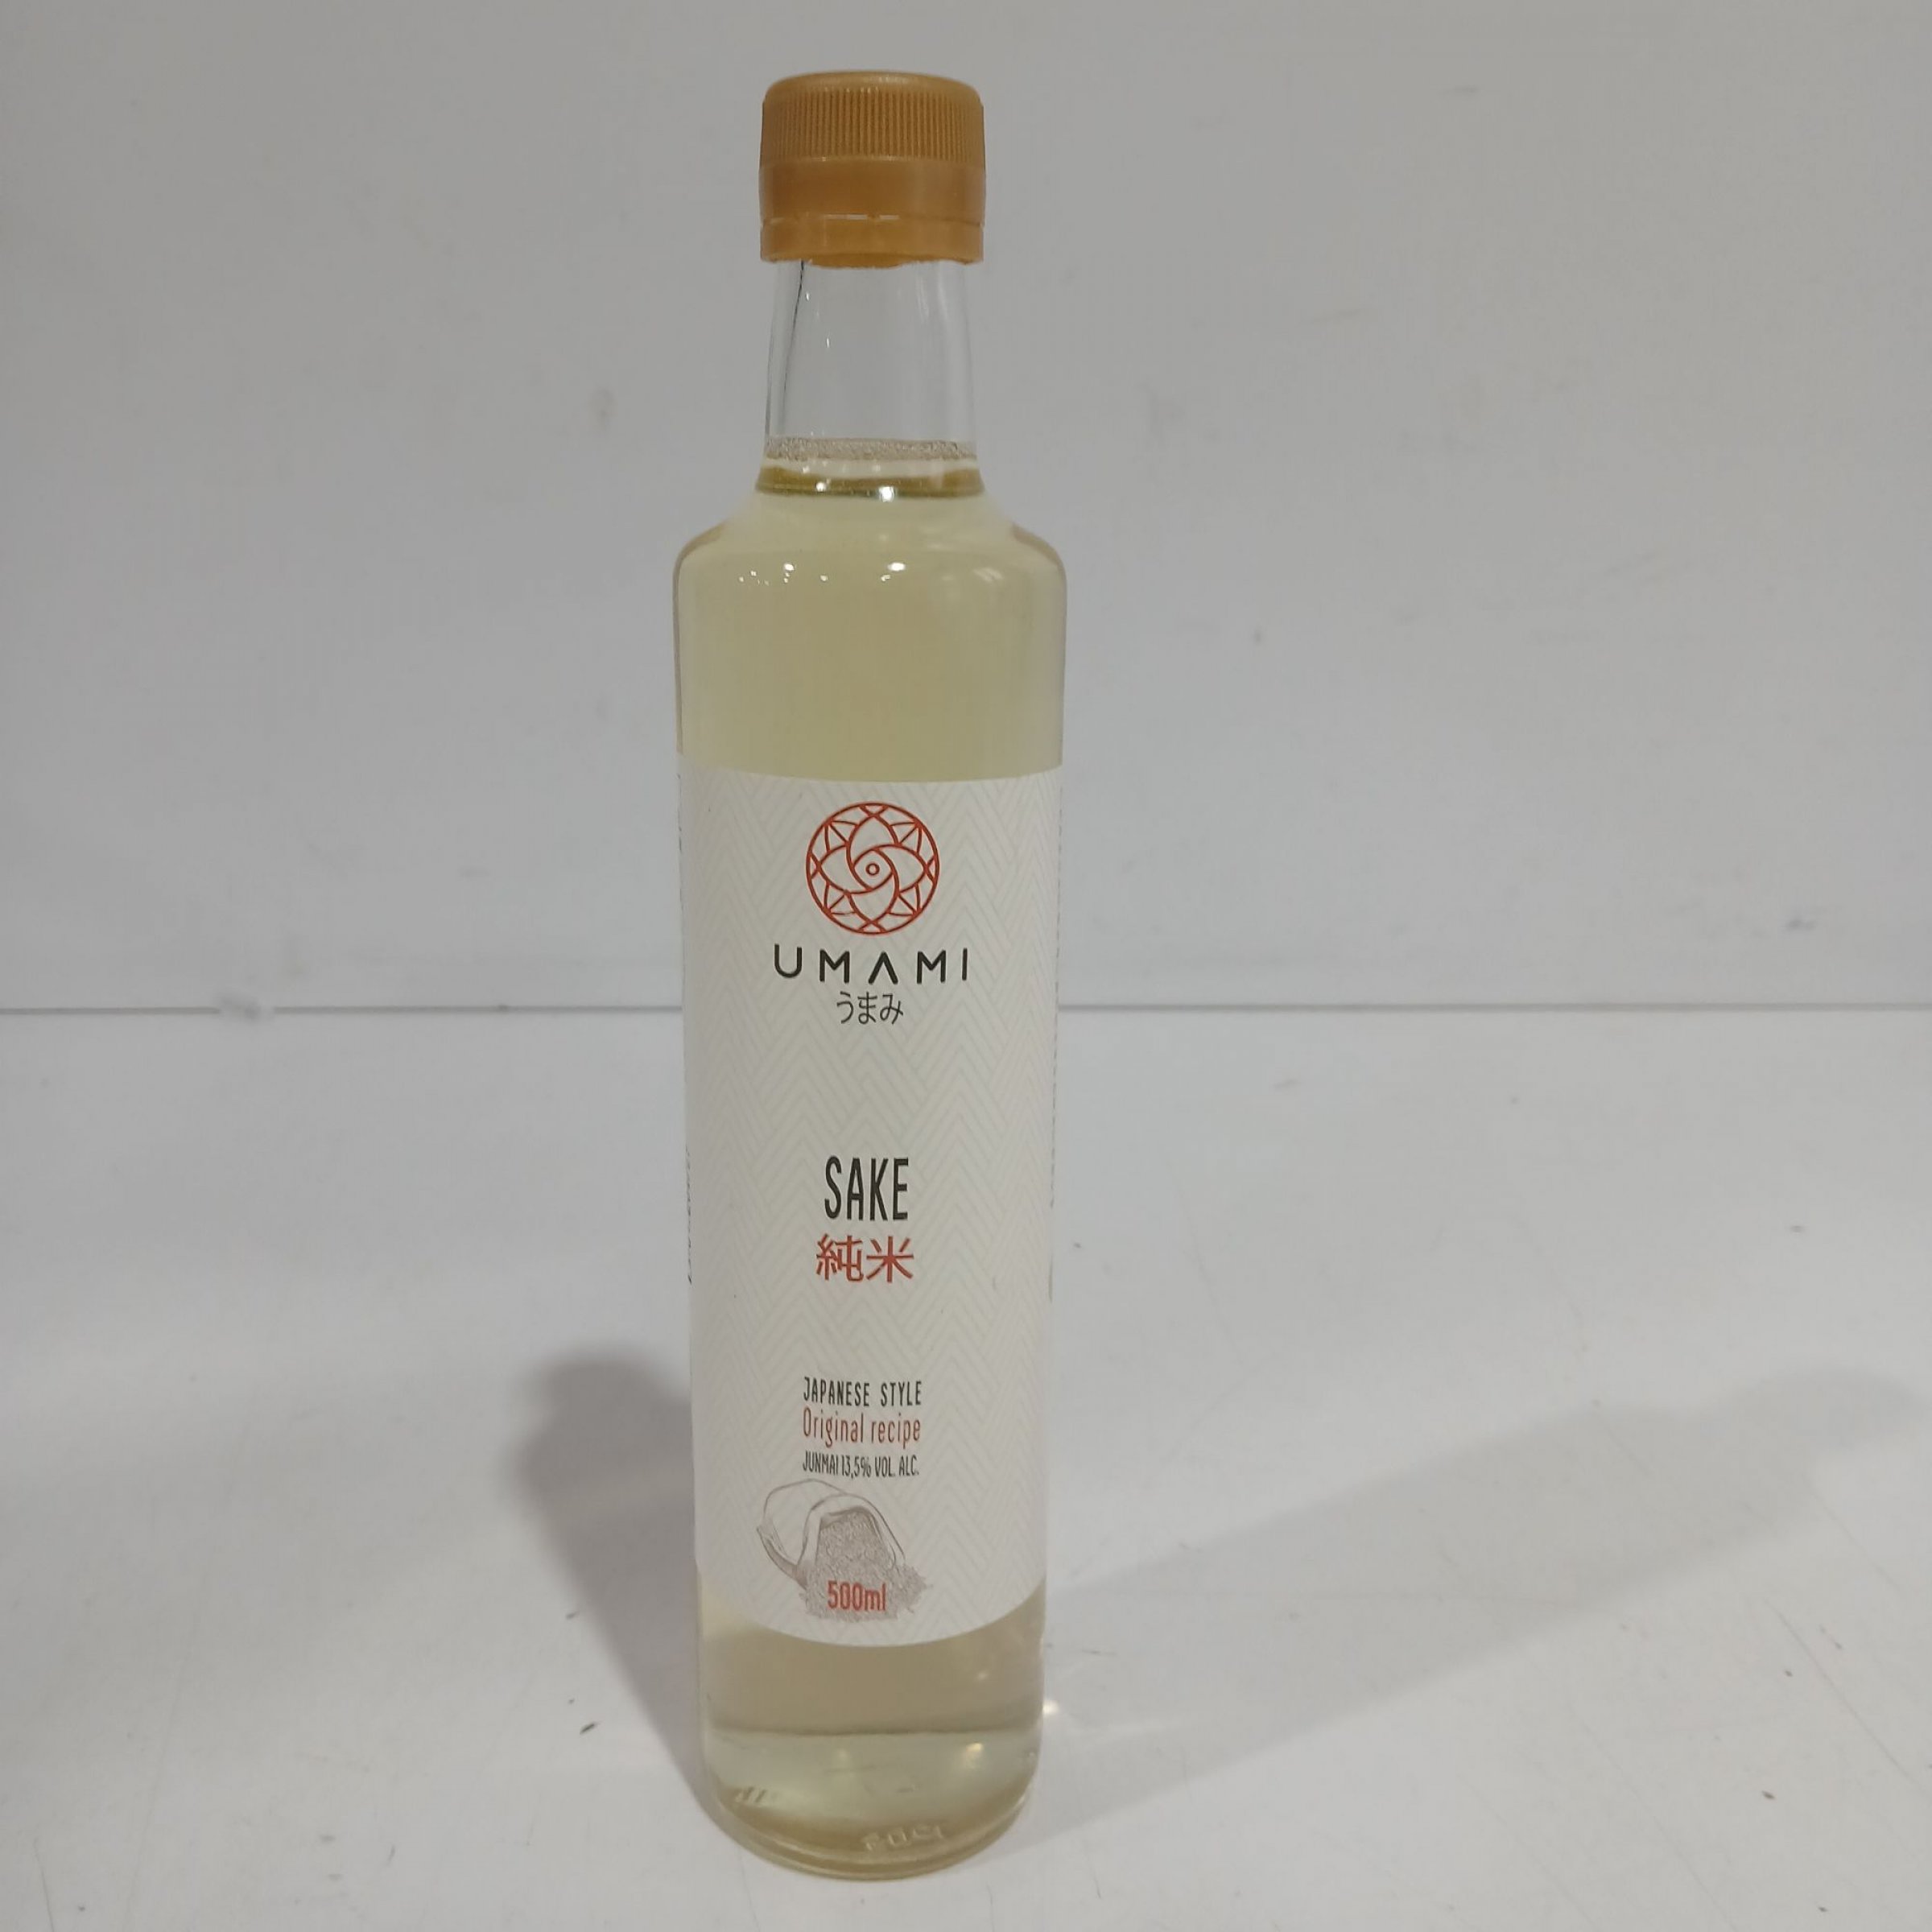 UMAMI
うまみ
SAKE
純米
JAPANESE STYLE
Original recipe
JUNMAI 13,5% VOL. ALC.
500ml